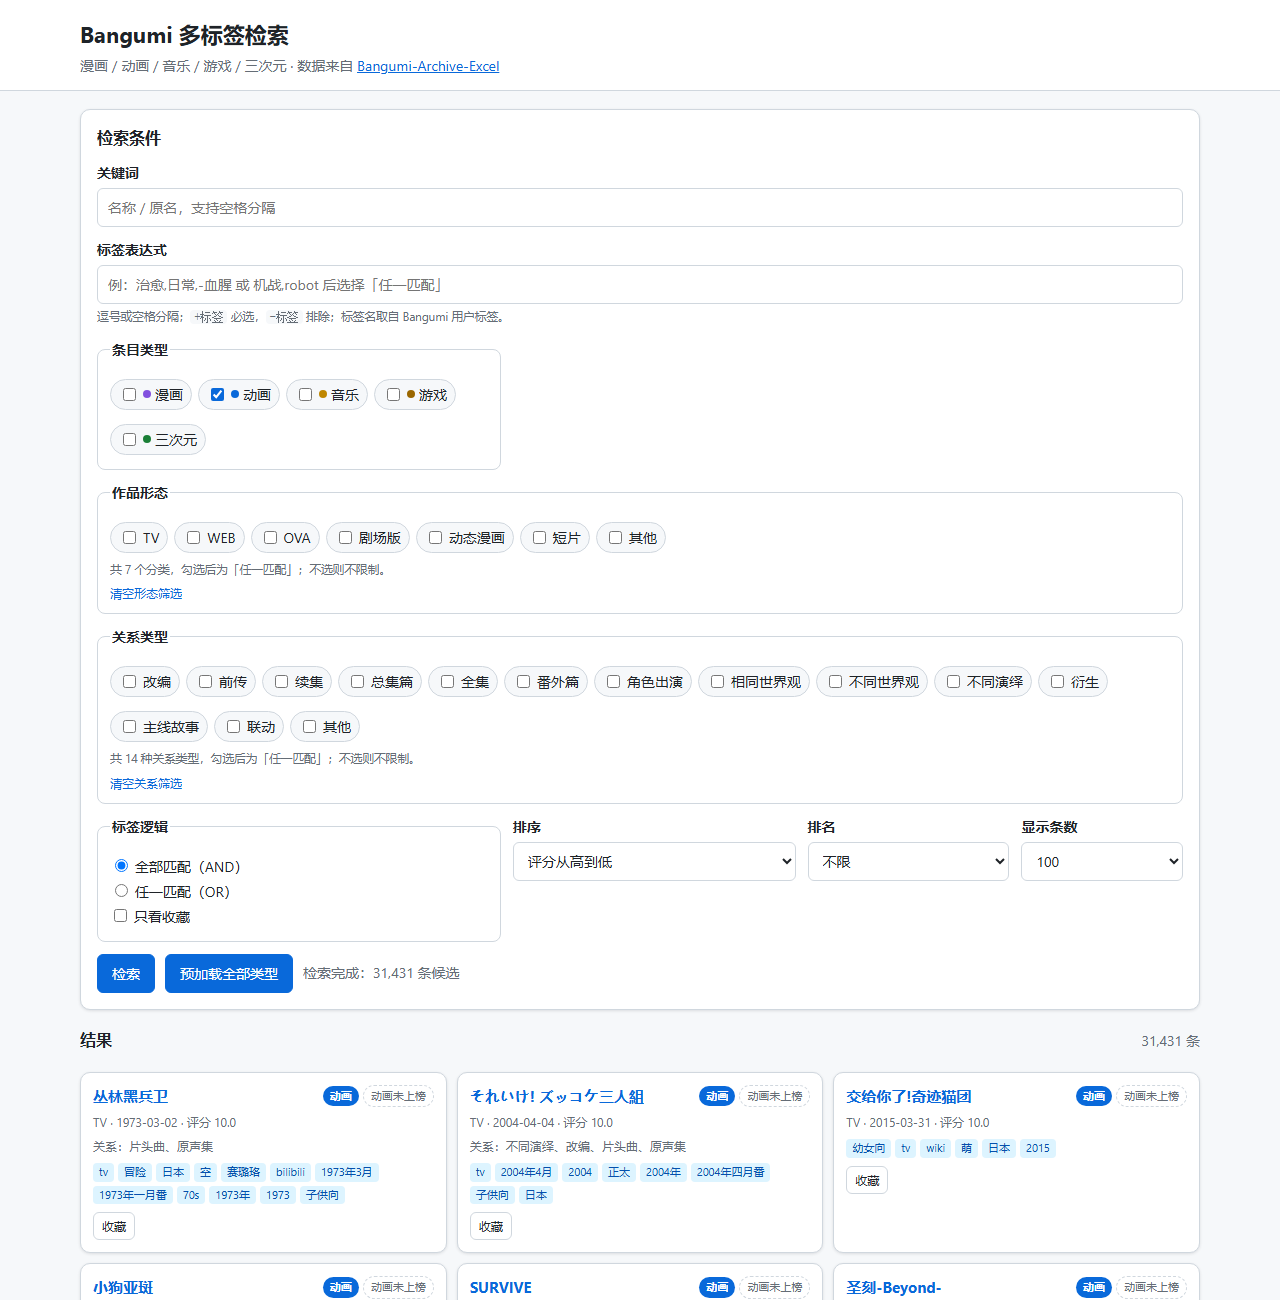 Bangumi 多标签检索
漫画 / 动画 / 音乐 / 游戏 / 三次元 · 数据来自 Bangumi-Archive-Excel
检索条件
关键词
名称 / 原名，支持空格分隔
标签表达式
例：治愈,日常,-血腥 或 机战,robot 后选择「任一匹配」
逗号或空格分隔；+标签 必选，-标签 排除；标签名取自 Bangumi 用户标签。
条目类型
漫画 动画 音乐 游戏
三次元
作品形态
TV WEB OVA 剧场版 动态漫画 短片 其他
共 7 个分类，勾选后为「任一匹配」；不选则不限制。
清空形态筛选
关系类型
改编 前传 续集 总集篇 全集 番外篇 角色出演 相同世界观 不同世界观 不同演绎 衍生
主线故事 联动 其他
共 14 种关系类型，勾选后为「任一匹配」；不选则不限制。
清空关系筛选
标签逻辑 排序 排名 显示条数
评分从高到低 不限 100
全部匹配（AND）
任一匹配（OR）
只看收藏
检索 预加载全部类型 检索完成：31,431 条候选
结果 31,431 条
丛林黑兵卫 动画 动画未上榜
TV · 1973-03-02 · 评分 10.0
关系：片头曲、原声集
tv 冒险 日本 空 赛璐珞 bilibili 1973年3月
1973年一月番 70s 1973年 1973 子供向
收藏
それいけ! ズッコケ三人組 动画 动画未上榜
TV · 2004-04-04 · 评分 10.0
关系：不同演绎、改编、片头曲、原声集
tv 2004年4月 2004 正太 2004年 2004年四月番
子供向 日本
收藏
交给你了!奇迹猫团 动画 动画未上榜
TV · 2015-03-31 · 评分 10.0
幼女向 tv wiki 萌 日本 2015
收藏
小狗亚斑 动画 动画未上榜
SURVIVE 动画 动画未上榜
圣刻-Beyond- 动画 动画未上榜